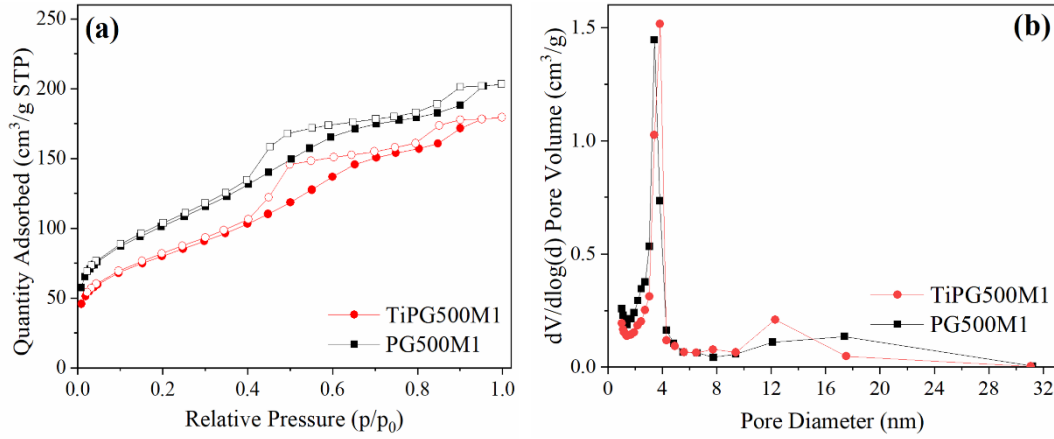 (a)
Quantity Adsorbed (cm³/g STP)
250
200
150
100
50
0
0.0 0.2 0.4 0.6 0.8 1.0
Relative Pressure (p/p₀)
TiPG500M1
PG500M1
(b)
dV/dlog(d) Pore Volume (cm³/g)
1.5
1.0
0.5
0.0
0 4 8 12 16 20 24 28 32
Pore Diameter (nm)
TiPG500M1
PG500M1